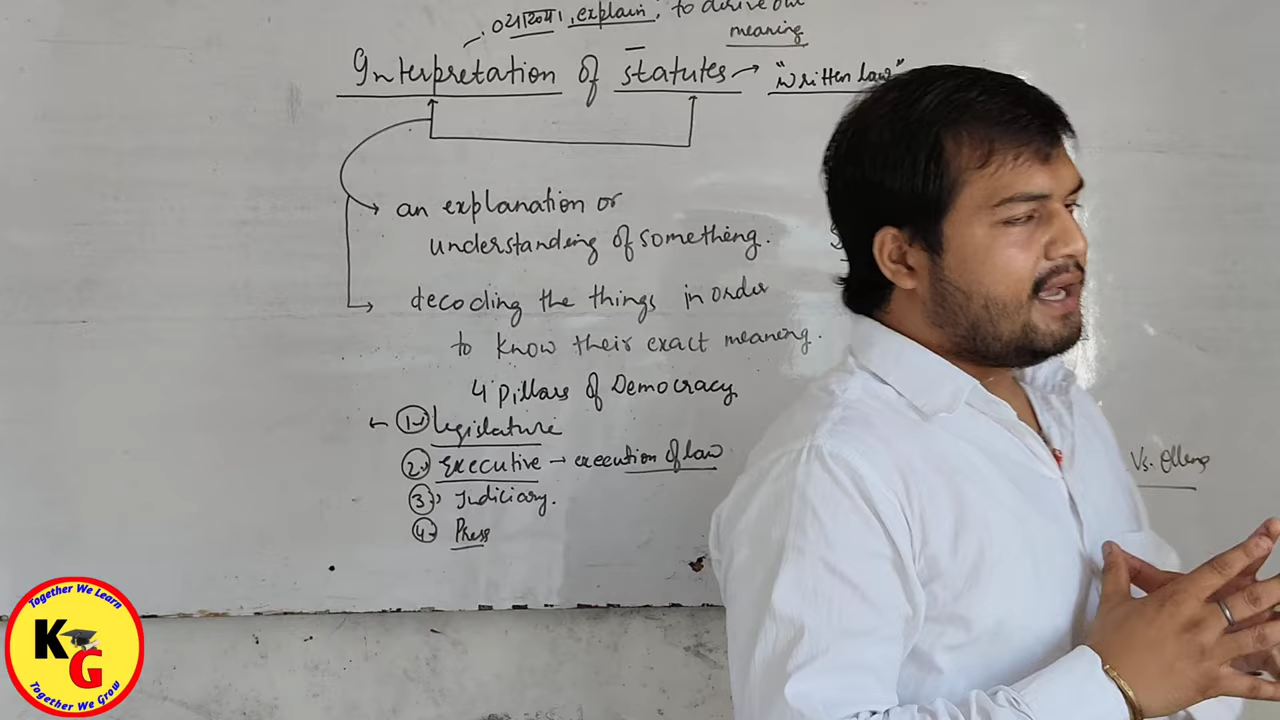 explain, to derive out
meaning
Interpretation of statutes → "written law"
→ an explanation or
understanding of something.
→ decoding the things in order
to know their exact meaning.
4 pillars of Democracy
← 1. Legislature
2. Executive → execution of law
3. Judiciary.
4. Press
Vs.
Together We Learn
KG
Together We Grow